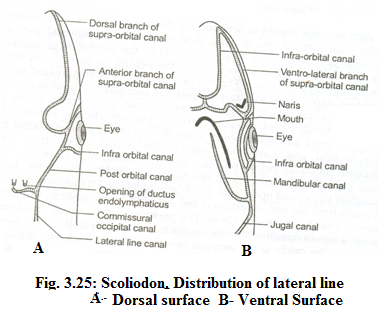 Dorsal branch of
supra-orbital canal
Anterior branch of
supra-orbital canal
Eye
Infra orbital canal
Post orbital canal
Opening of ductus
endolymphaticus
Commissural
occipital canal
Lateral line canal
A
Infra-orbital canal
Ventro-lateral branch
of supra-orbital canal
Naris
Mouth
Eye
Infra orbital canal
Mandibular canal
Jugal canal
B
Fig. 3.25: Scoliodon. Distribution of lateral line
A- Dorsal surface B- Ventral Surface